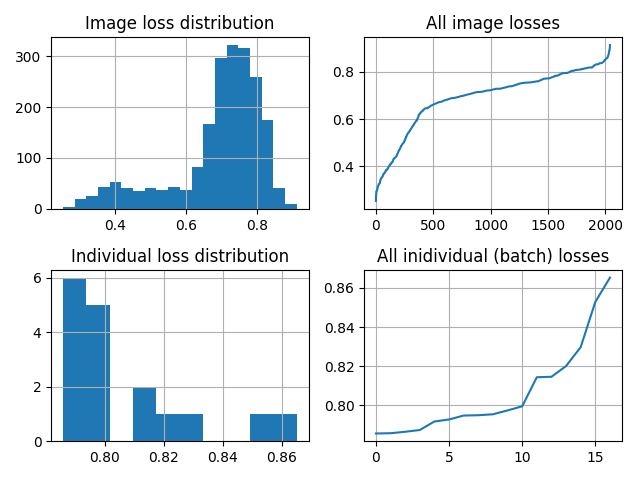 Image loss distribution
300
200
100
0
0.4 0.6 0.8
All image losses
0.8
0.6
0.4
0 500 1000 1500 2000
Individual loss distribution
6
4
2
0
0.80 0.82 0.84 0.86
All inidividual (batch) losses
0.86
0.84
0.82
0.80
0 5 10 15